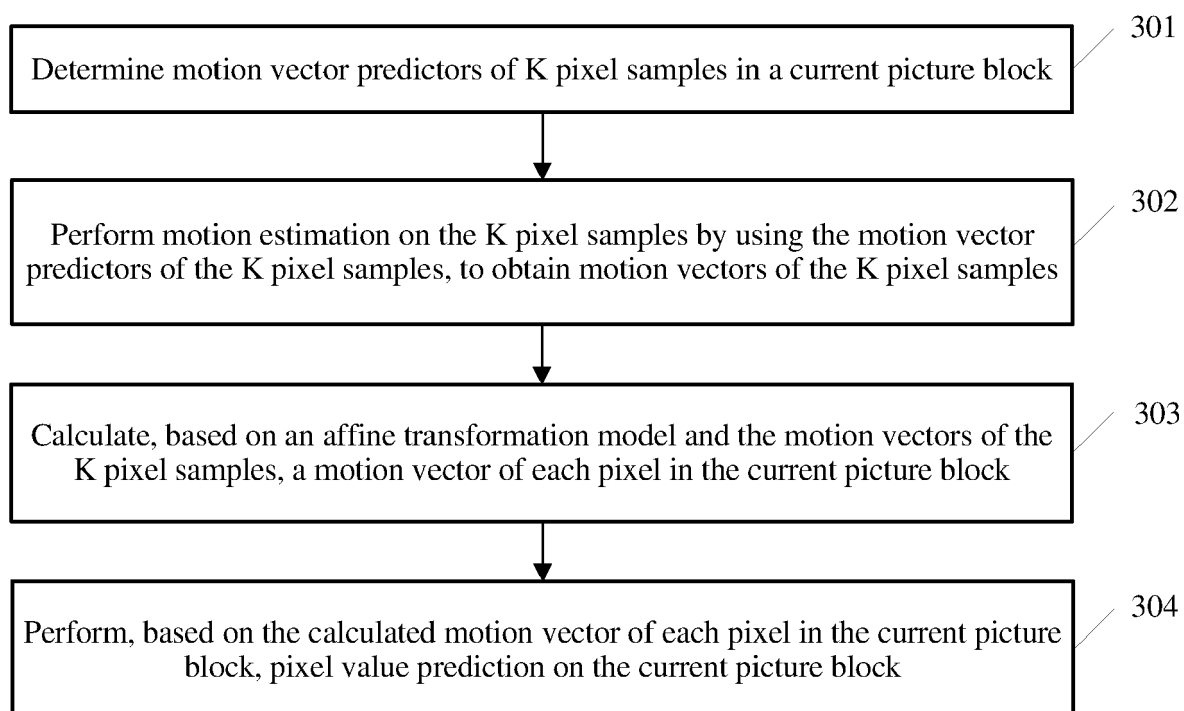 301
Determine motion vector predictors of K pixel samples in a current picture block
302
Perform motion estimation on the K pixel samples by using the motion vector
predictors of the K pixel samples, to obtain motion vectors of the K pixel samples
303
Calculate, based on an affine transformation model and the motion vectors of the
K pixel samples, a motion vector of each pixel in the current picture block
304
Perform, based on the calculated motion vector of each pixel in the current picture
block, pixel value prediction on the current picture block